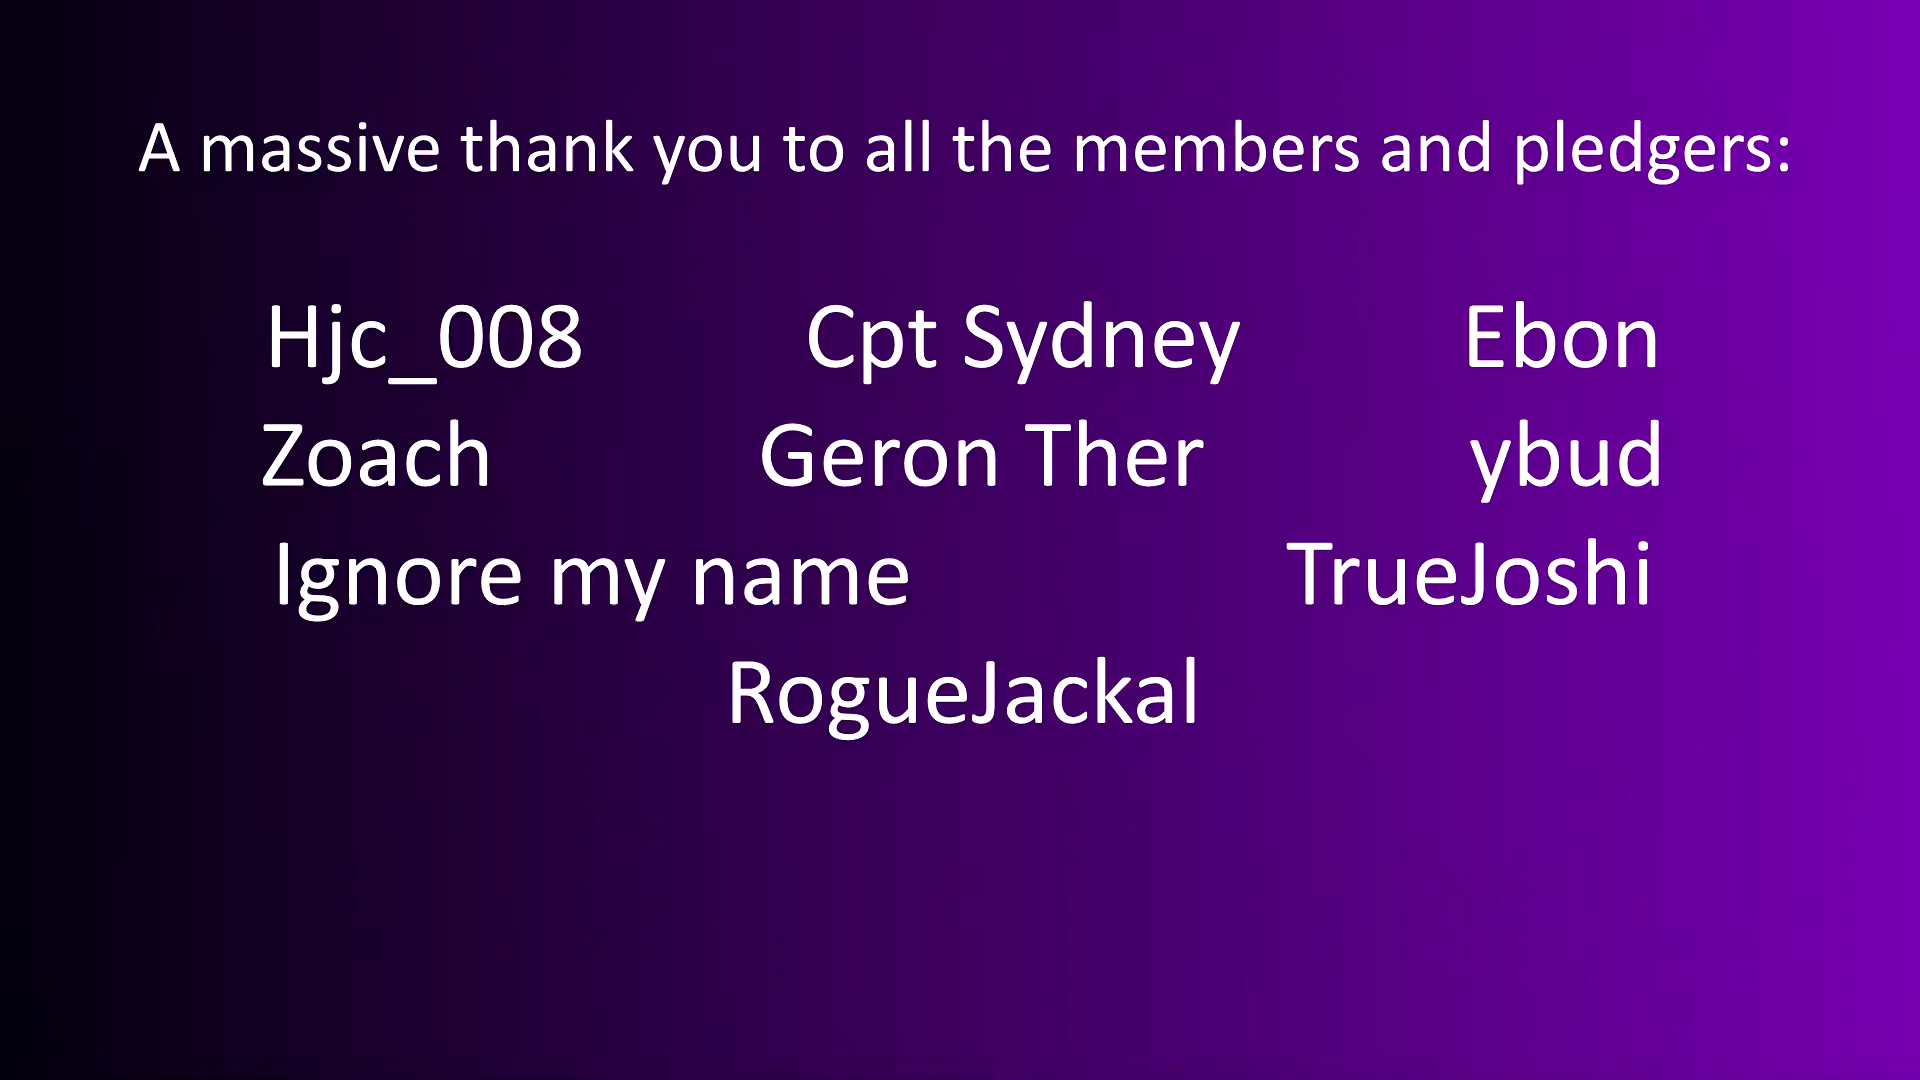 A massive thank you to all the members and pledgers:
Hjc_008 Cpt Sydney Ebon
Zoach Geron Ther ybud
Ignore my name TrueJoshi
RogueJackal